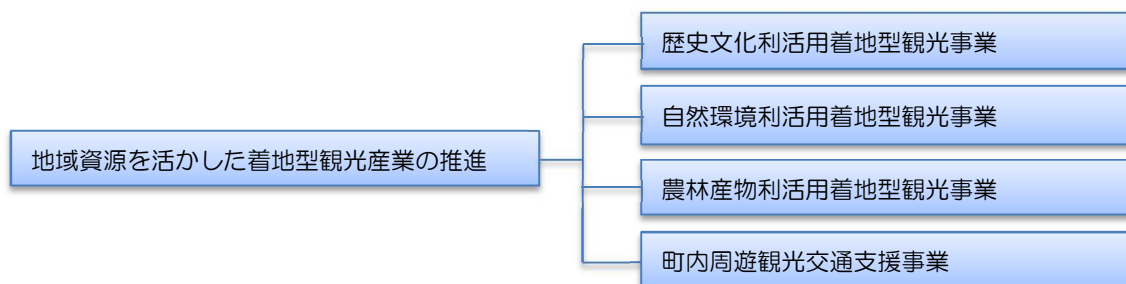 地域資源を活かした着地型観光産業の推進
歴史文化利活用着地型観光事業
自然環境利活用着地型観光事業
農林産物利活用着地型観光事業
町内周遊観光交通支援事業